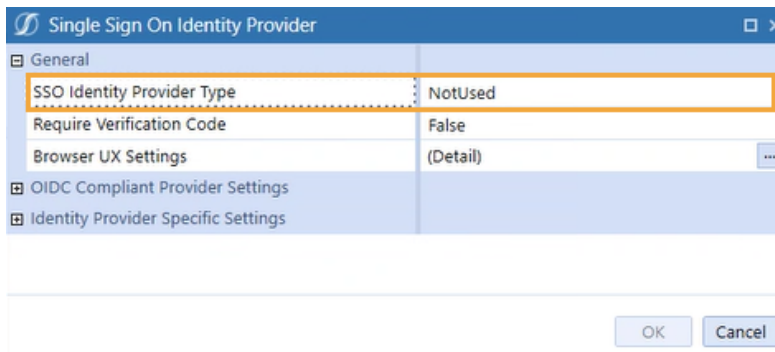 Single Sign On Identity Provider
General
SSO Identity Provider Type NotUsed
Require Verification Code False
Browser UX Settings (Detail) ...
OIDC Compliant Provider Settings
Identity Provider Specific Settings
OK Cancel